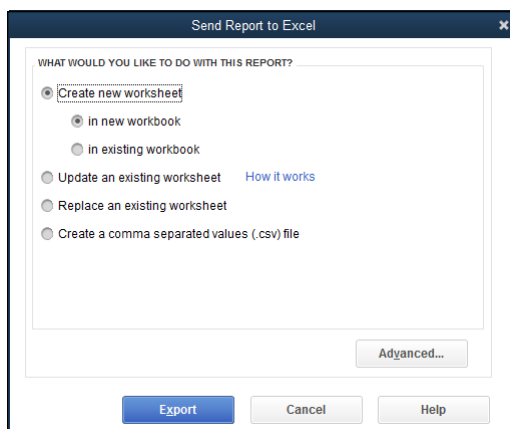 Send Report to Excel
WHAT WOULD YOU LIKE TO DO WITH THIS REPORT?
Create new worksheet
in new workbook
in existing workbook
Update an existing worksheet How it works
Replace an existing worksheet
Create a comma separated values (.csv) file
Advanced...
Export Cancel Help